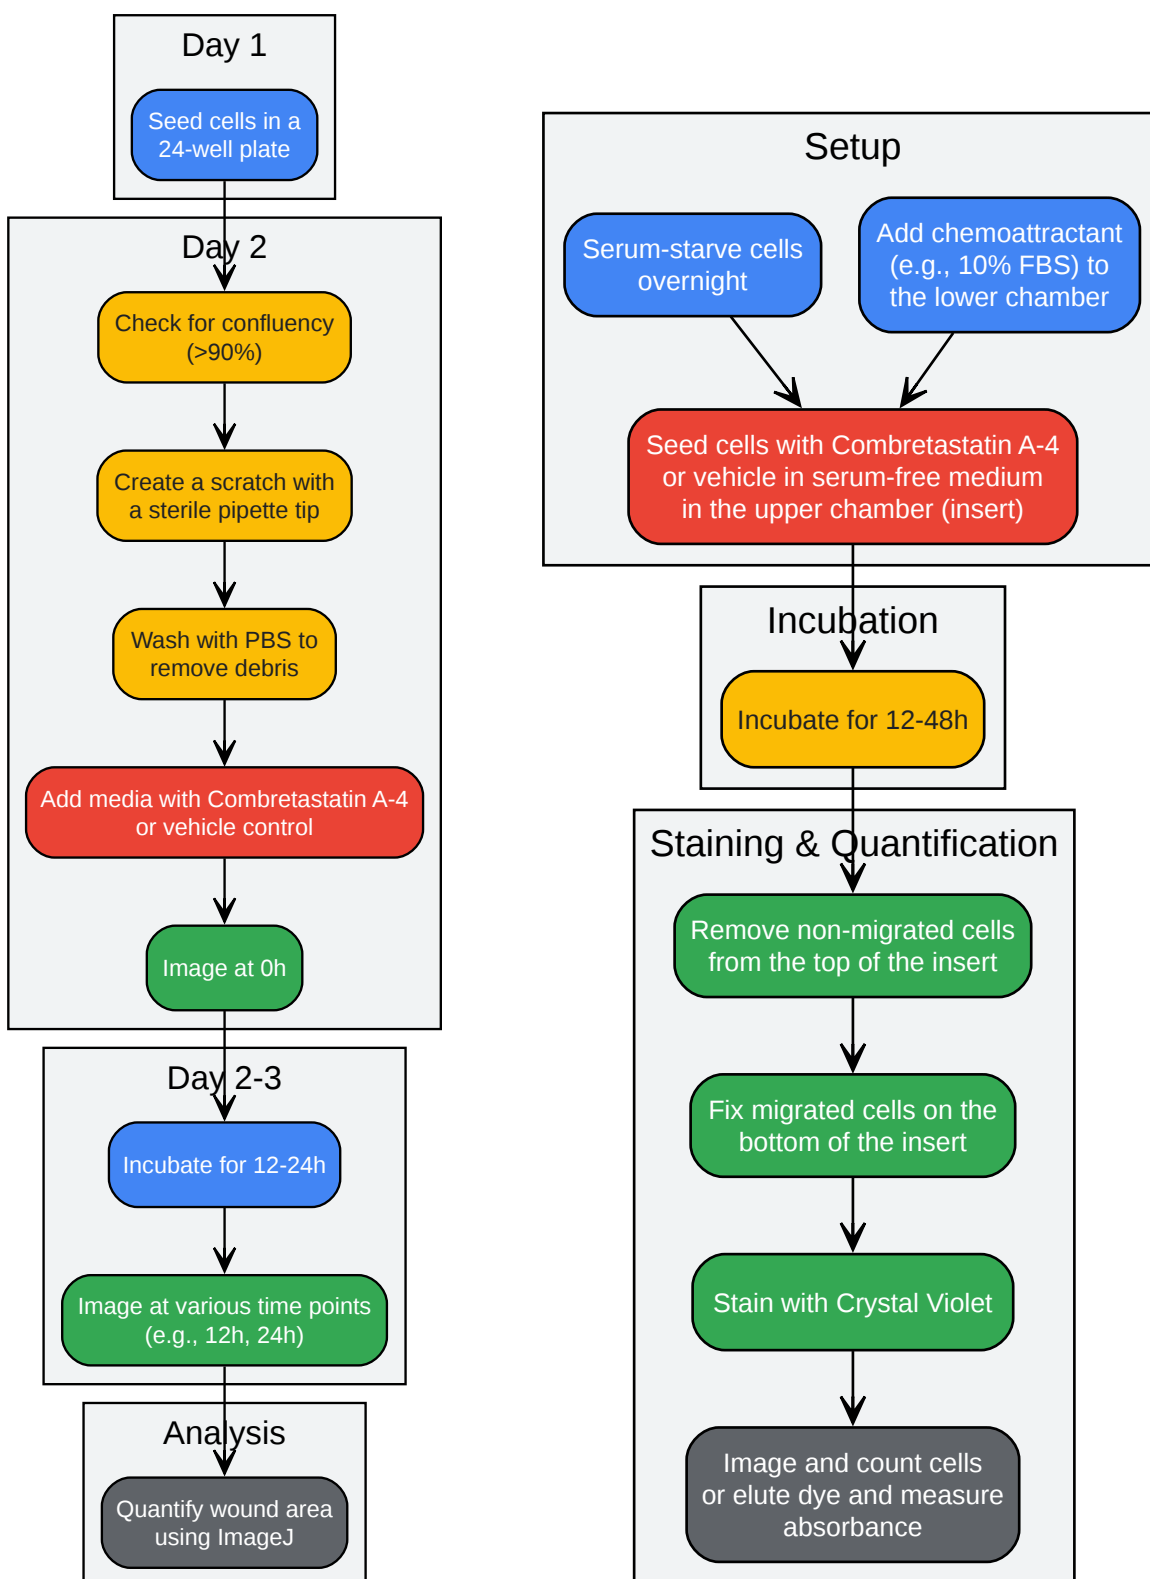 Day 1
Seed cells in a
24-well plate
Day 2
Check for confluency
(>90%)
Create a scratch with
a sterile pipette tip
Wash with PBS to
remove debris
Add media with Combretastatin A-4
or vehicle control
Image at 0h
Day 2-3
Incubate for 12-24h
Image at various time points
(e.g., 12h, 24h)
Analysis
Quantify wound area
using ImageJ
Setup
Serum-starve cells
overnight
Add chemoattractant
(e.g., 10% FBS) to
the lower chamber
Seed cells with Combretastatin A-4
or vehicle in serum-free medium
in the upper chamber (insert)
Incubation
Incubate for 12-48h
Staining & Quantification
Remove non-migrated cells
from the top of the insert
Fix migrated cells on the
bottom of the insert
Stain with Crystal Violet
Image and count cells
or elute dye and measure
absorbance